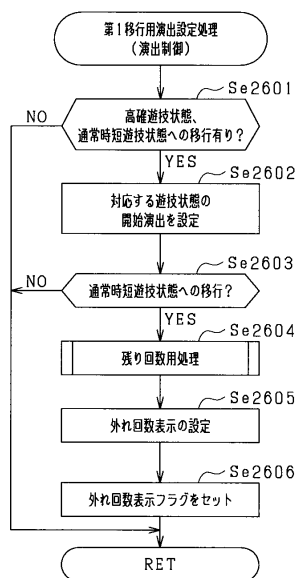 第1移行用演出設定処理
(演出制御)
Se2601
NO
高確遊技状態、
通常時短遊技状態への移行有り?
YES
Se2602
対応する遊技状態の
開始演出を設定
Se2603
NO
通常時短遊技状態への移行?
YES
Se2604
残り回数用処理
Se2605
外れ回数表示の設定
Se2606
外れ回数表示フラグをセット
RET